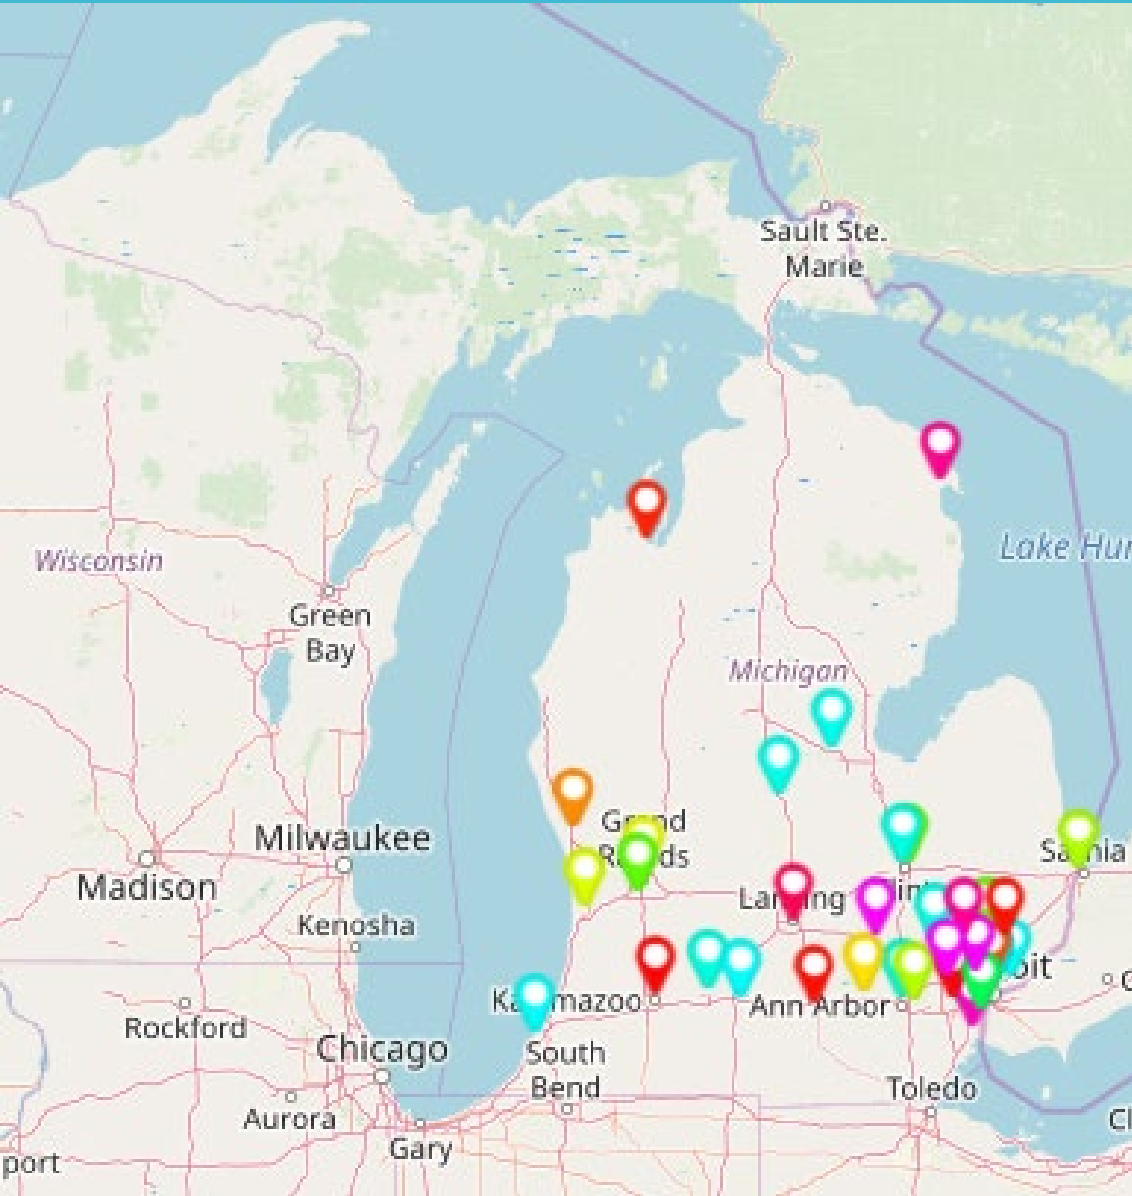 Sault Ste.
Marie
Lake Hur
Wisconsin
Green
Bay
Michigan
Milwaukee
Madison
Kenosha
Rockford
Chicago
South
Bend
Ann Arbor
Toledo
Aurora
Gary
port
Cl